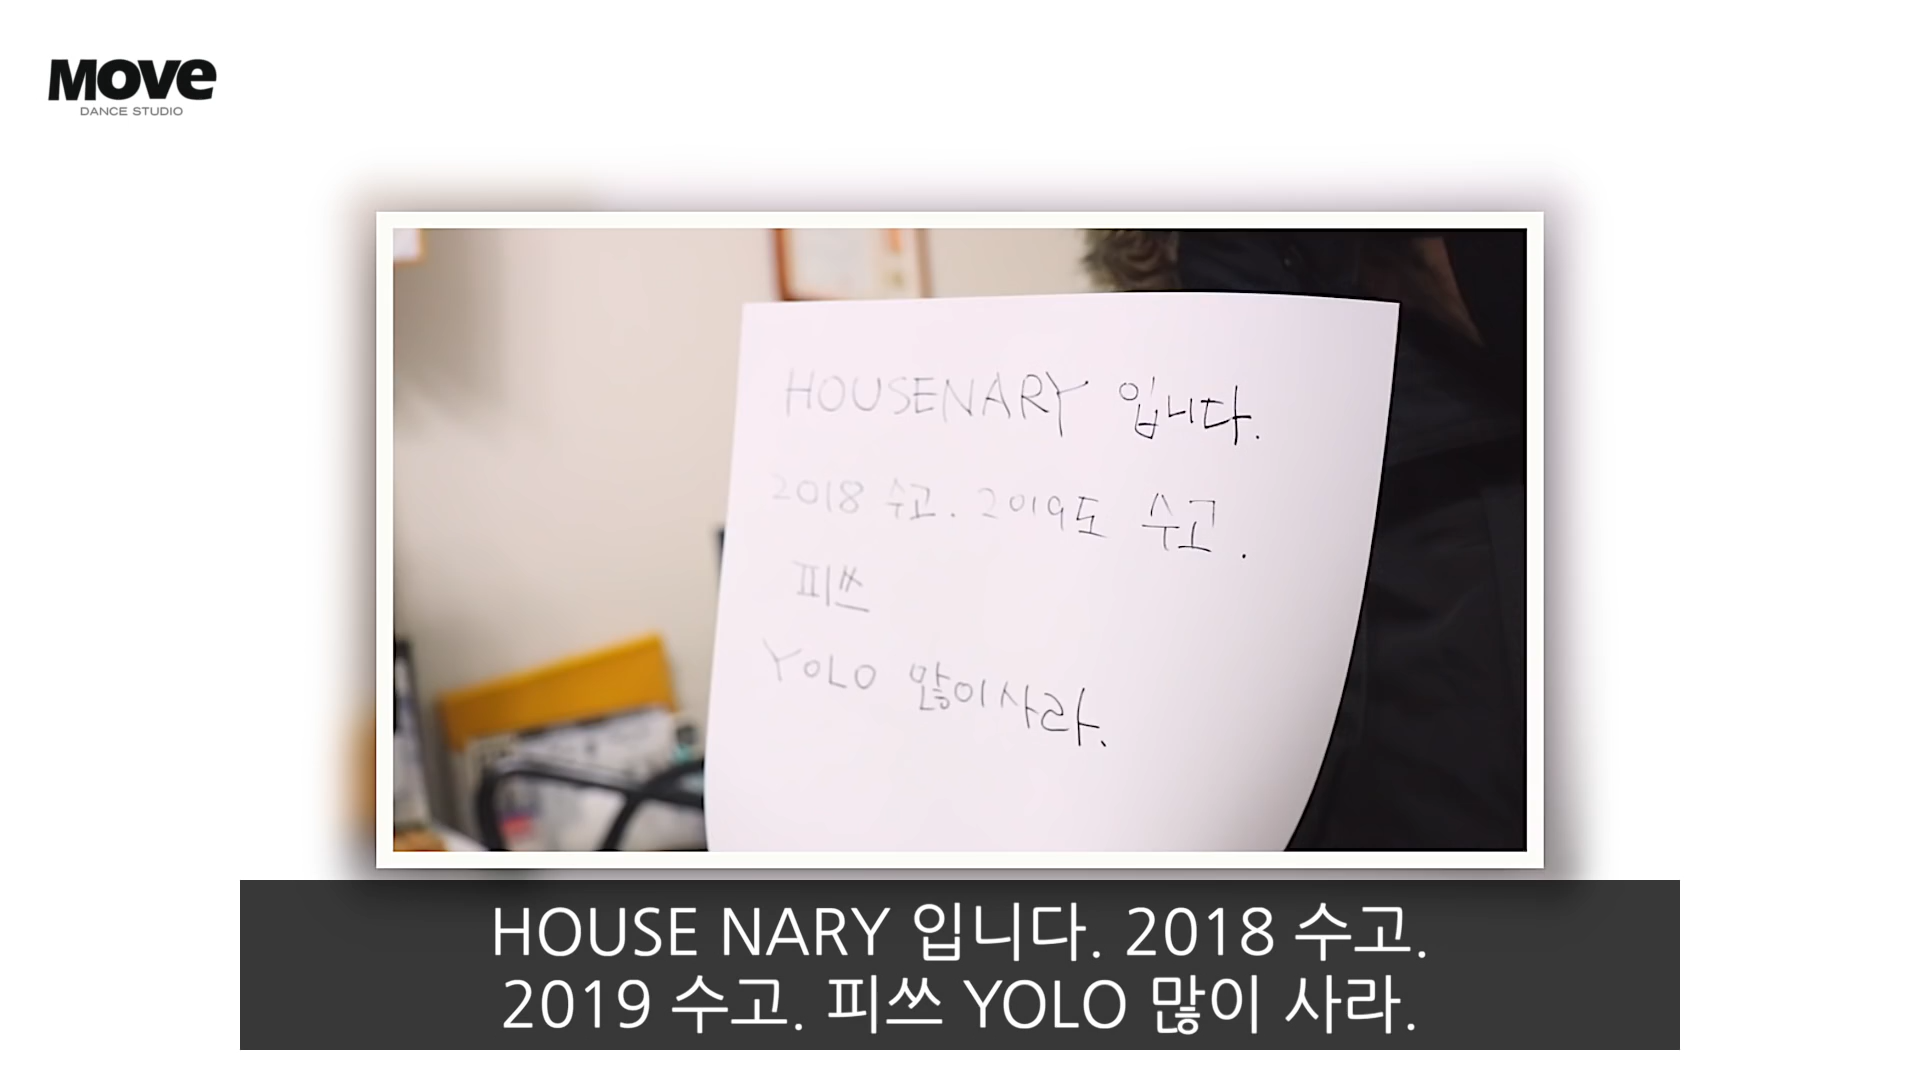 MOVe
DANCE STUDIO
HOUSENARY 입니다.
2018 수고. 2019도 수고.
피쓰
YOLO 많이사라.
HOUSE NARY 입니다. 2018 수고.
2019 수고. 피쓰 YOLO 많이 사라.